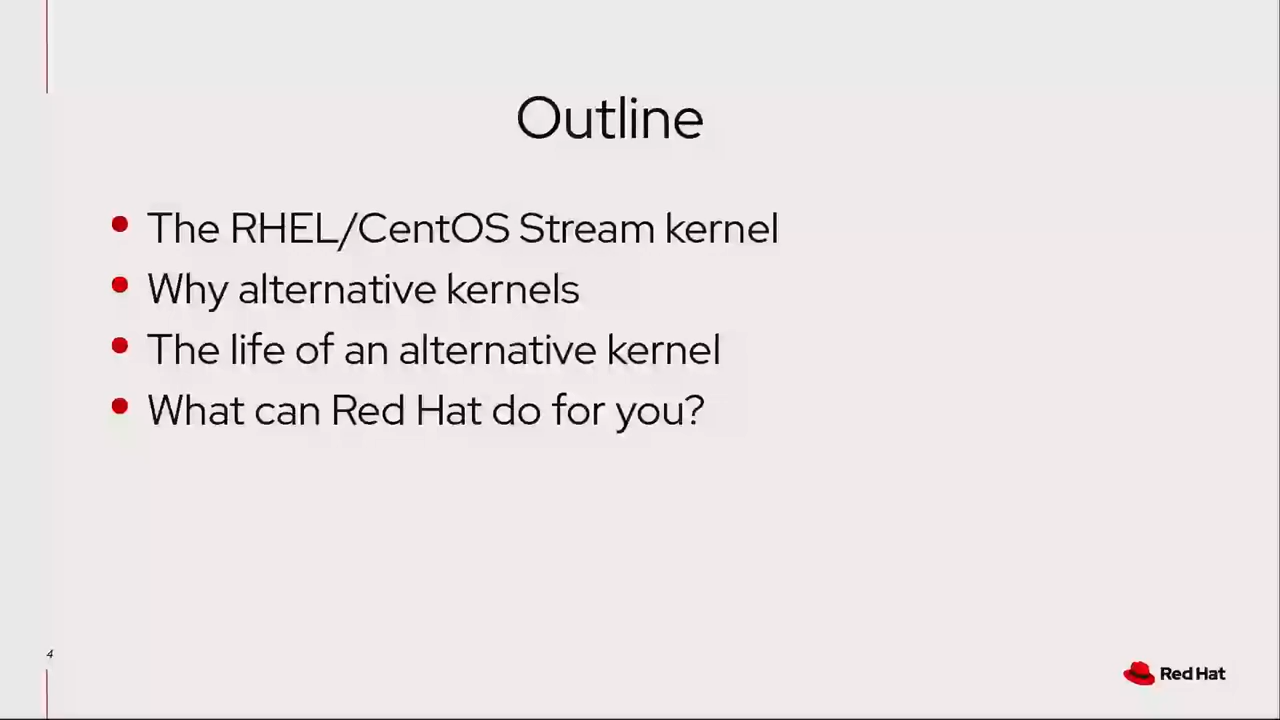 Outline
The RHEL/CentOS Stream kernel
Why alternative kernels
The life of an alternative kernel
What can Red Hat do for you?
4
Red Hat